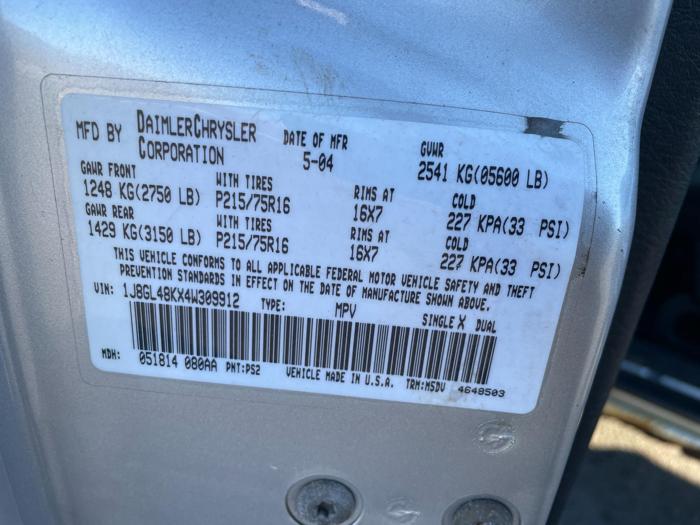 MFD BY DAIMLERCHRYSLER CORPORATION DATE OF MFR 5-04 GVWR 2541 KG(05600 LB)
GAWR FRONT WITH TIRES RIMS AT COLD
1248 KG(2750 LB) P215/75R16 16X7 227 KPA(33 PSI)
GAWR REAR WITH TIRES RIMS AT COLD
1429 KG(3150 LB) P215/75R16 16X7 227 KPA(33 PSI)
THIS VEHICLE CONFORMS TO ALL APPLICABLE FEDERAL MOTOR VEHICLE SAFETY AND THEFT
PREVENTION STANDARDS IN EFFECT ON THE DATE OF MANUFACTURE SHOWN ABOVE.
VIN: 1J8GL48KX4W309912 TYPE: MPV SINGLE X DUAL
MDH: 051814 080AA PNT:PS2 VEHICLE MADE IN U.S.A. TRM:M5DV 4648503